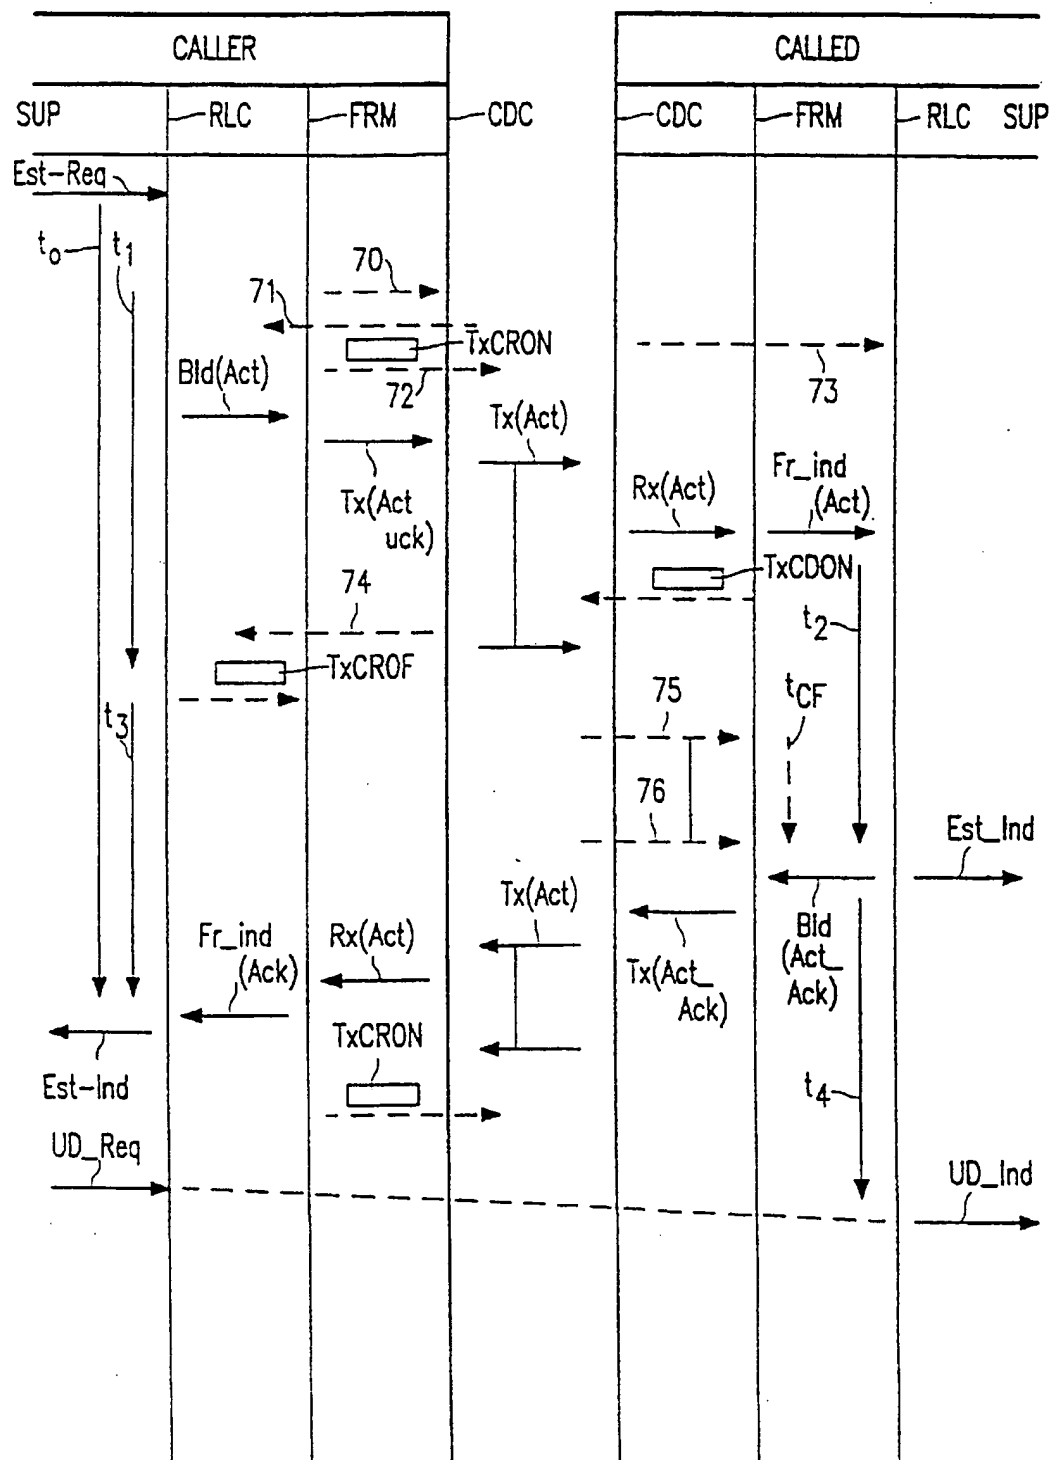 CALLER
CALLED
SUP
RLC
FRM
CDC
CDC
FRM
RLC
SUP
Est-Req
t0
t1
70
71
TxCRON
73
Bld(Act)
72
Tx(Act)
Tx(Act
uck)
Rx(Act)
Fr_ind
(Act)
TxCDON
74
t2
TxCROF
t3
75
tCF
76
Est_Ind
Tx(Act)
Fr_ind
(Ack)
Rx(Act)
Tx(Act_
Ack)
Bld
(Act_
Ack)
TxCRON
Est-Ind
t4
UD_Req
UD_Ind